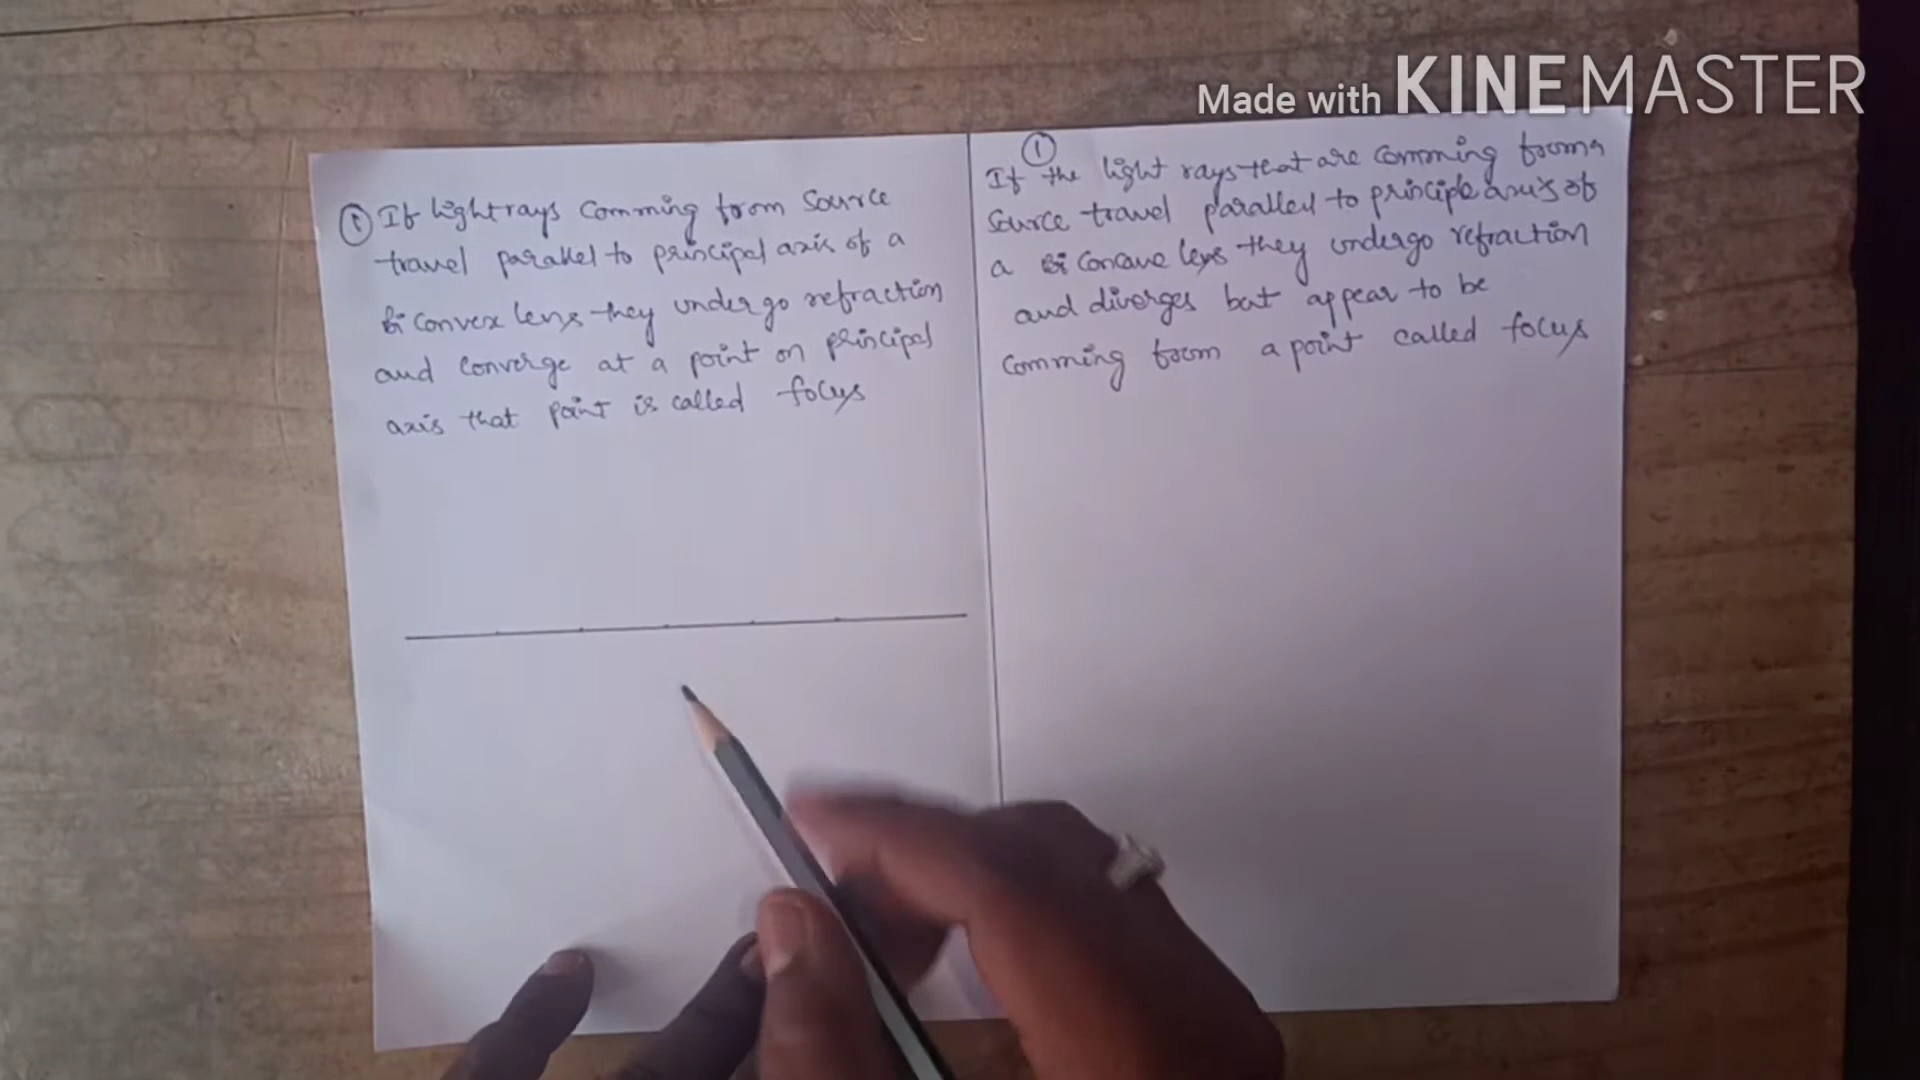 Made with KINEMASTER
① If light rays comming from source
travel parallel to principal axis of a
Bi convex lens they undergo refraction
and converge at a point on principal
axis that point is called focus
①
If the light rays that are comming from a
source travel parallel to principle axis of
a Bi concave lens they undergo refraction
and diverges but appear to be
comming from a point called focus